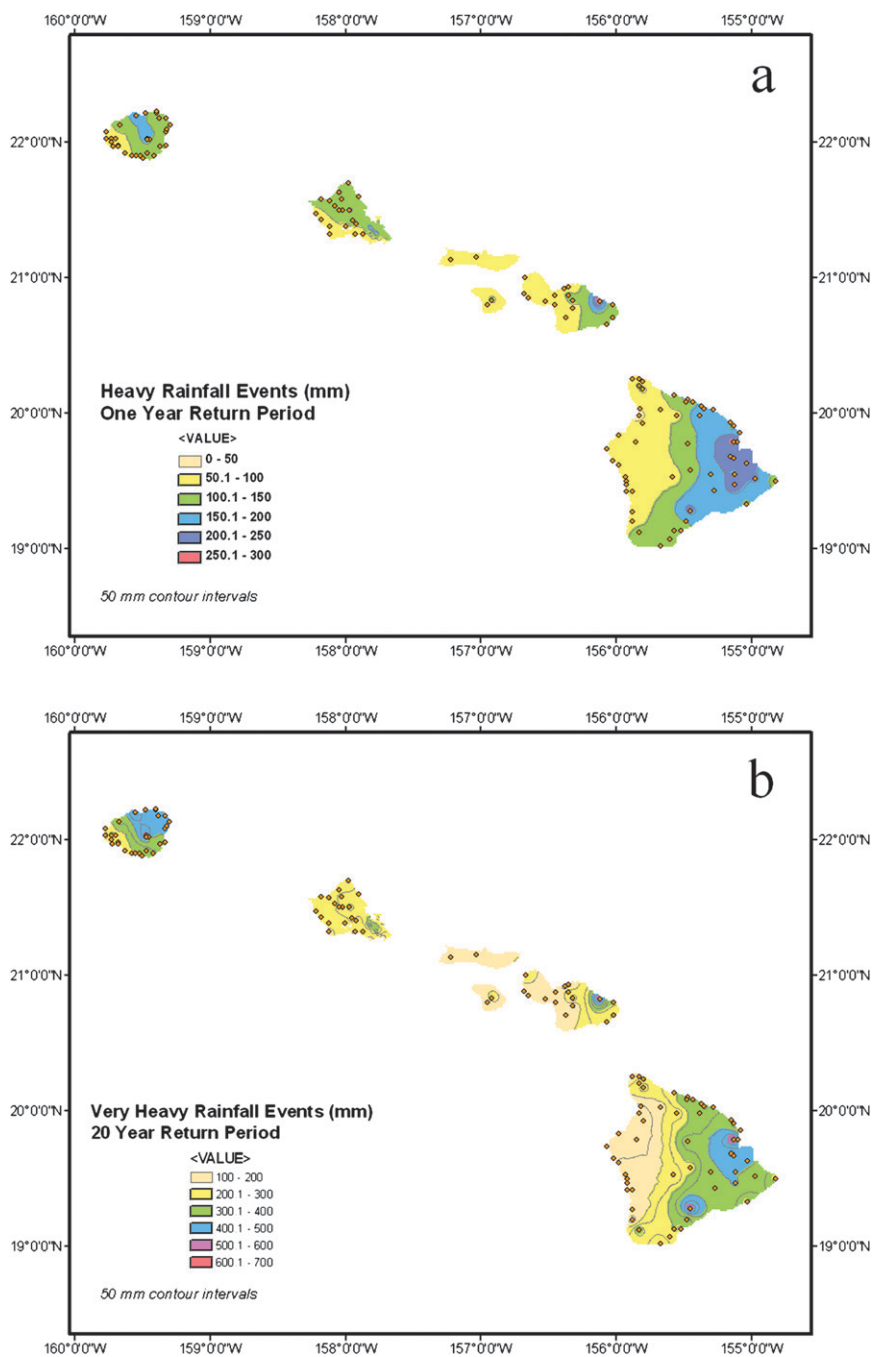 160°0'0"W 159°0'0"W 158°0'0"W 157°0'0"W 156°0'0"W 155°0'0"W
a
22°0'0"N 22°0'0"N
21°0'0"N 21°0'0"N
Heavy Rainfall Events (mm)
One Year Return Period
20°0'0"N 20°0'0"N
<VALUE>
0 - 50
50.1 - 100
100.1 - 150
150.1 - 200
200.1 - 250
250.1 - 300
19°0'0"N 19°0'0"N
50 mm contour intervals
160°0'0"W 159°0'0"W 158°0'0"W 157°0'0"W 156°0'0"W 155°0'0"W
160°0'0"W 159°0'0"W 158°0'0"W 157°0'0"W 156°0'0"W 155°0'0"W
b
22°0'0"N 22°0'0"N
21°0'0"N 21°0'0"N
Very Heavy Rainfall Events (mm)
20 Year Return Period
20°0'0"N 20°0'0"N
<VALUE>
100 - 200
200.1 - 300
300.1 - 400
400.1 - 500
500.1 - 600
600.1 - 700
19°0'0"N 19°0'0"N
50 mm contour intervals
160°0'0"W 159°0'0"W 158°0'0"W 157°0'0"W 156°0'0"W 155°0'0"W